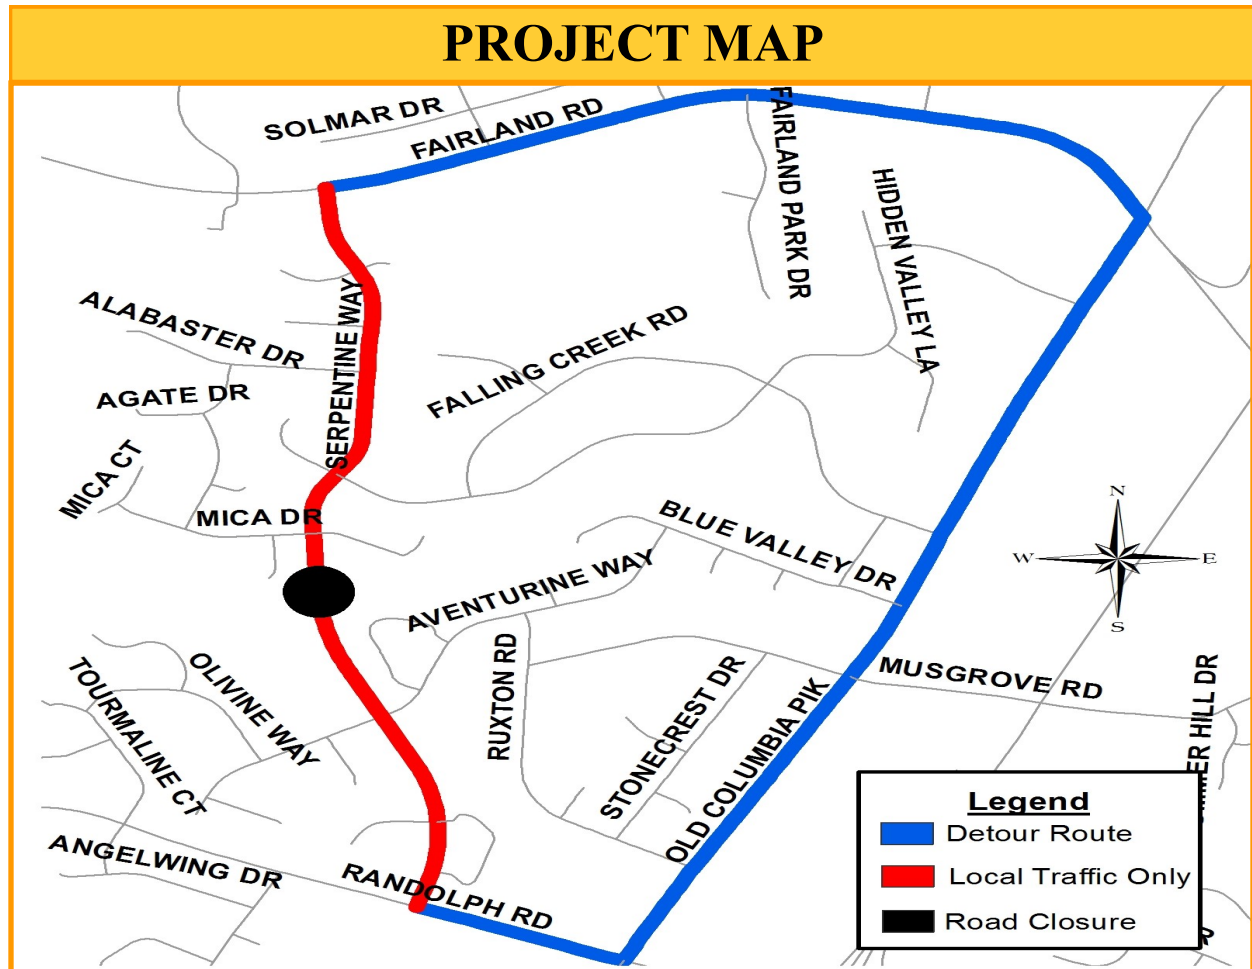 PROJECT MAP
SOLMAR DR
FAIRLAND RD
FAIRLAND PARK DR
HIDDEN VALLEY LA
ALABASTER DR
SERPENTINE WAY
FALLING CREEK RD
AGATE DR
MICA CT
MICA DR
BLUE VALLEY DR
N
W
E
S
AVENTURINE WAY
RUXTON RD
OLIVINE WAY
TOURMALINE CT
STONECREST DR
MUSGROVE RD
OLD COLUMBIA PIK
HILL DR
ANGELWING DR
RANDOLPH RD
Legend
Detour Route
Local Traffic Only
Road Closure